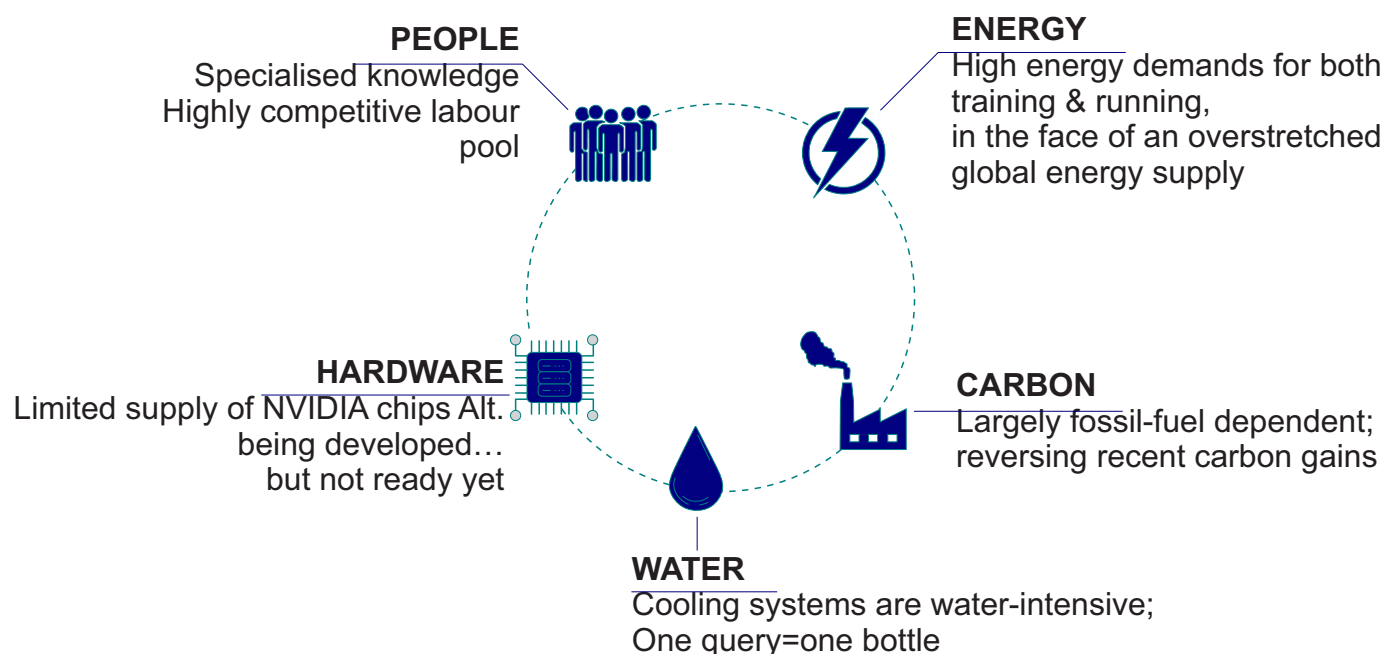 PEOPLE
Specialised knowledge
Highly competitive labour
pool
ENERGY
High energy demands for both
training & running,
in the face of an overstretched
global energy supply
HARDWARE
Limited supply of NVIDIA chips Alt.
being developed…
but not ready yet
CARBON
Largely fossil-fuel dependent;
reversing recent carbon gains
WATER
Cooling systems are water-intensive;
One query=one bottle